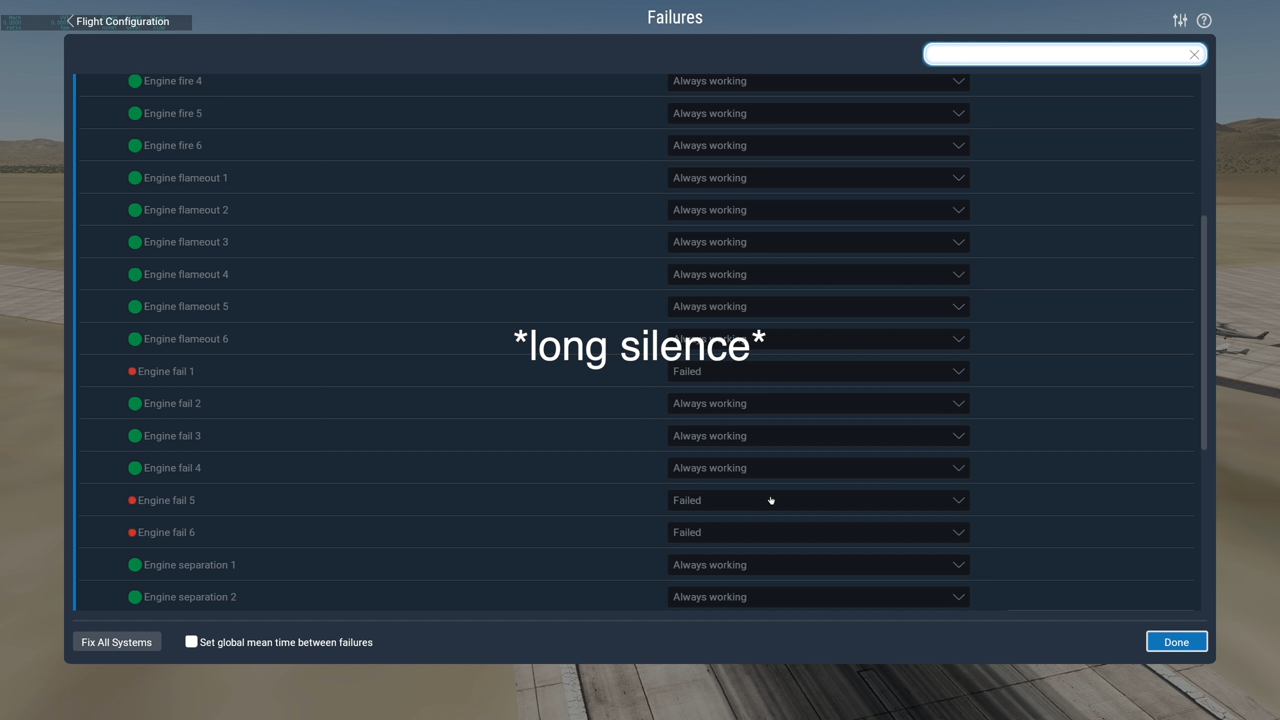 Flight Configuration
Failures
Engine fire 4 Always working
Engine fire 5 Always working
Engine fire 6 Always working
Engine flameout 1 Always working
Engine flameout 2 Always working
Engine flameout 3 Always working
Engine flameout 4 Always working
Engine flameout 5 Always working
Engine flameout 6
*long silence*
Engine fail 1 Failed
Engine fail 2 Always working
Engine fail 3 Always working
Engine fail 4 Always working
Engine fail 5 Failed
Engine fail 6 Failed
Engine separation 1 Always working
Engine separation 2 Always working
Fix All Systems Set global mean time between failures Done